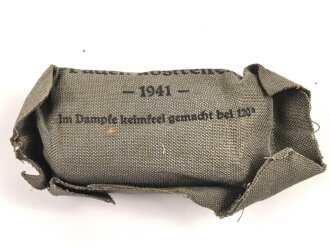 — 1941 —
Im Dampfe keimfrei gemacht bei 120°